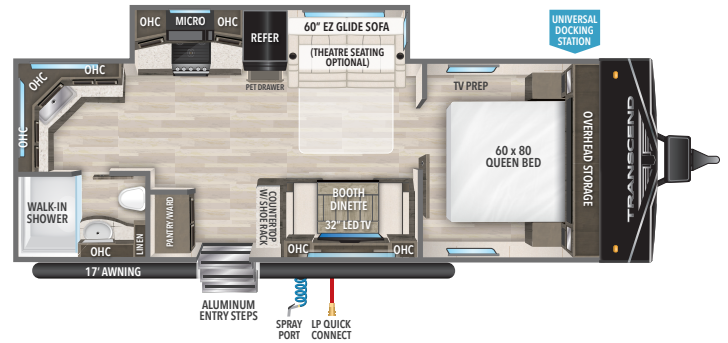 UNIVERSAL
DOCKING
STATION
OHC
MICRO
OHC
REFER
60" EZ GLIDE SOFA
(THEATRE SEATING
OPTIONAL)
OHC
OHC
OHC
PET DRAWER
TV PREP
60 x 80
QUEEN BED
OVERHEAD STORAGE
TRANSCEND
WALK-IN
SHOWER
OHC
LINEN
PANTRY/WARD
COUNTERTOP
W/ SHOE RACK
BOOTH
DINETTE
32" LED TV
OHC
OHC
17' AWNING
ALUMINUM
ENTRY STEPS
SPRAY
PORT
LP QUICK
CONNECT